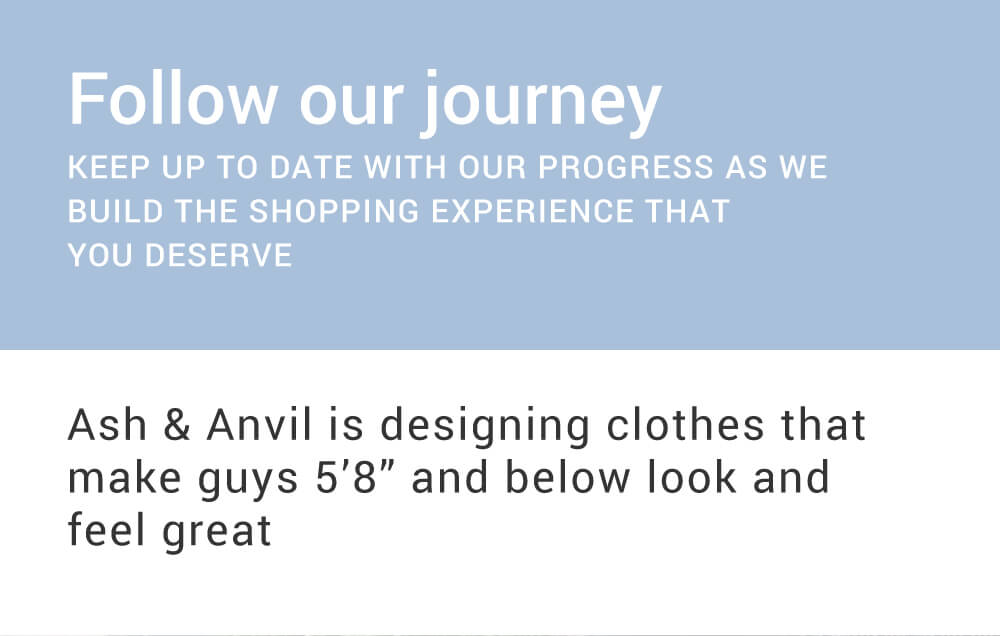 Follow our journey
KEEP UP TO DATE WITH OUR PROGRESS AS WE
BUILD THE SHOPPING EXPERIENCE THAT
YOU DESERVE
Ash & Anvil is designing clothes that
make guys 5’8” and below look and
feel great